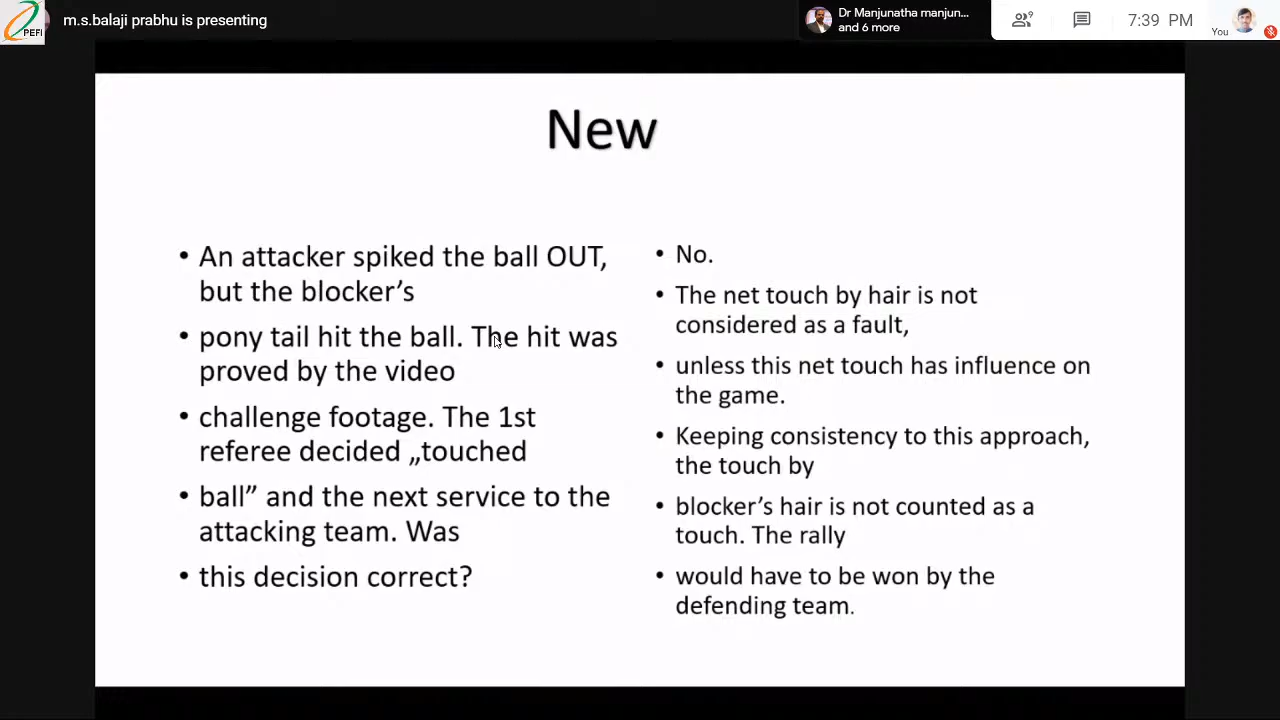 PEFI
m.s.balaji prabhu is presenting
Dr Manjunatha manjun...
and 6 more
9
7:39 PM
You
New
• An attacker spiked the ball OUT,
but the blocker’s
• pony tail hit the ball. The hit was
proved by the video
• challenge footage. The 1st
referee decided „touched
• ball” and the next service to the
attacking team. Was
• this decision correct?
• No.
• The net touch by hair is not
considered as a fault,
• unless this net touch has influence on
the game.
• Keeping consistency to this approach,
the touch by
• blocker’s hair is not counted as a
touch. The rally
• would have to be won by the
defending team.